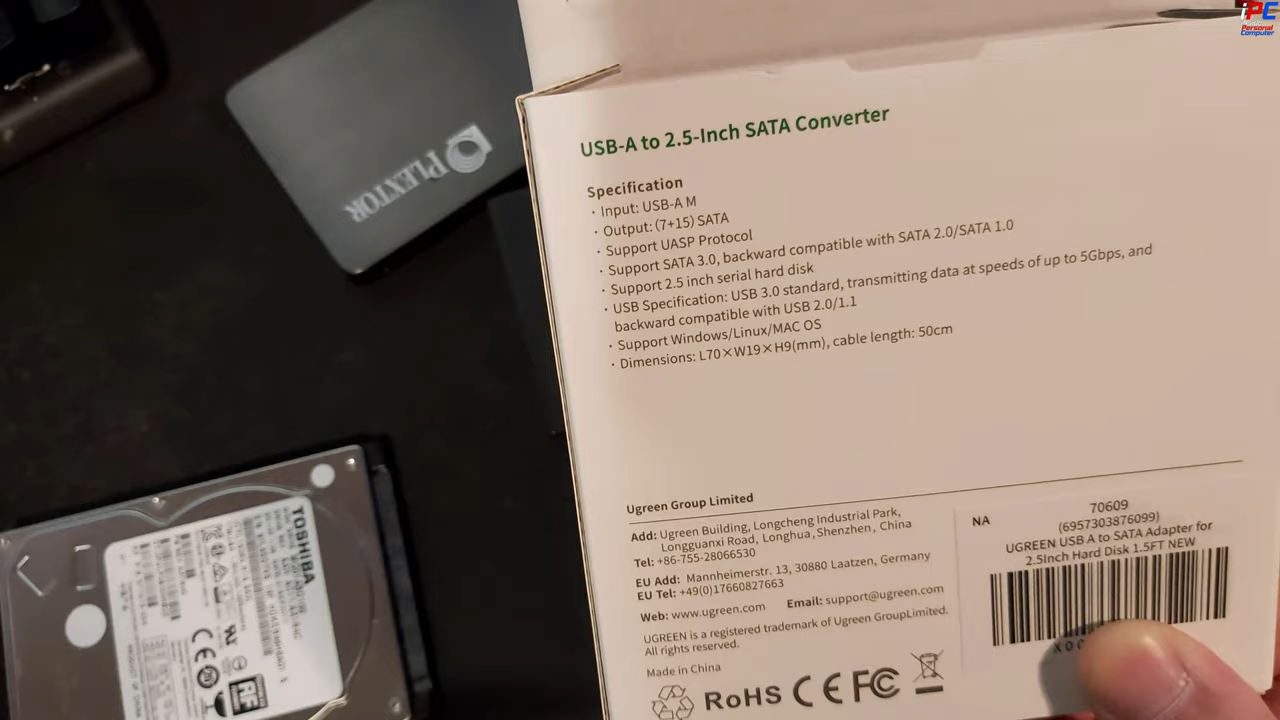 iPC
Personal
Computer
PLEXTOR
USB-A to 2.5-Inch SATA Converter
Specification
· Input: USB-A M
· Output: (7+15) SATA
· Support UASP Protocol
· Support SATA 3.0, backward compatible with SATA 2.0/SATA 1.0
· Support 2.5 inch serial hard disk
· USB Specification: USB 3.0 standard, transmitting data at speeds of up to 5Gbps, and
backward compatible with USB 2.0/1.1
· Support Windows/Linux/MAC OS
· Dimensions: L70×W19×H9(mm), cable length: 50cm
Ugreen Group Limited
Add: Ugreen Building, Longcheng Industrial Park,
Longguanxi Road, Longhua, Shenzhen, China
Tel: +86-755-28066530
EU Add: Mannheimerstr. 13, 30880 Laatzen, Germany
EU Tel: +49(0)17660827663
Web: www.ugreen.com Email: support@ugreen.com
UGREEN is a registered trademark of Ugreen GroupLimited.
All rights reserved.
Made in China
RoHS CE FC
NA
70609
(6957303876099)
UGREEN USB A to SATA Adapter for
2.5Inch Hard Disk 1.5FT NEW
X00
TOSHIBA